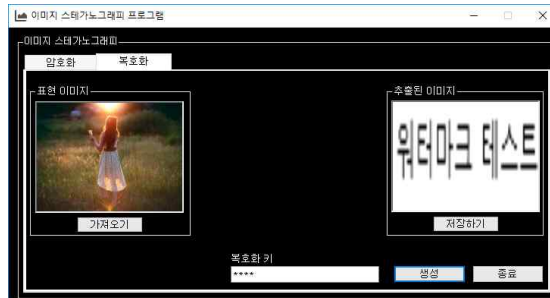 이미지 스테가노그래피 프로그램
이미지 스테가노그래피
암호화 복호화
표현 이미지
추출된 이미지
워터마크 테스트
가져오기
저장하기
복호화 키
****
생성 종료